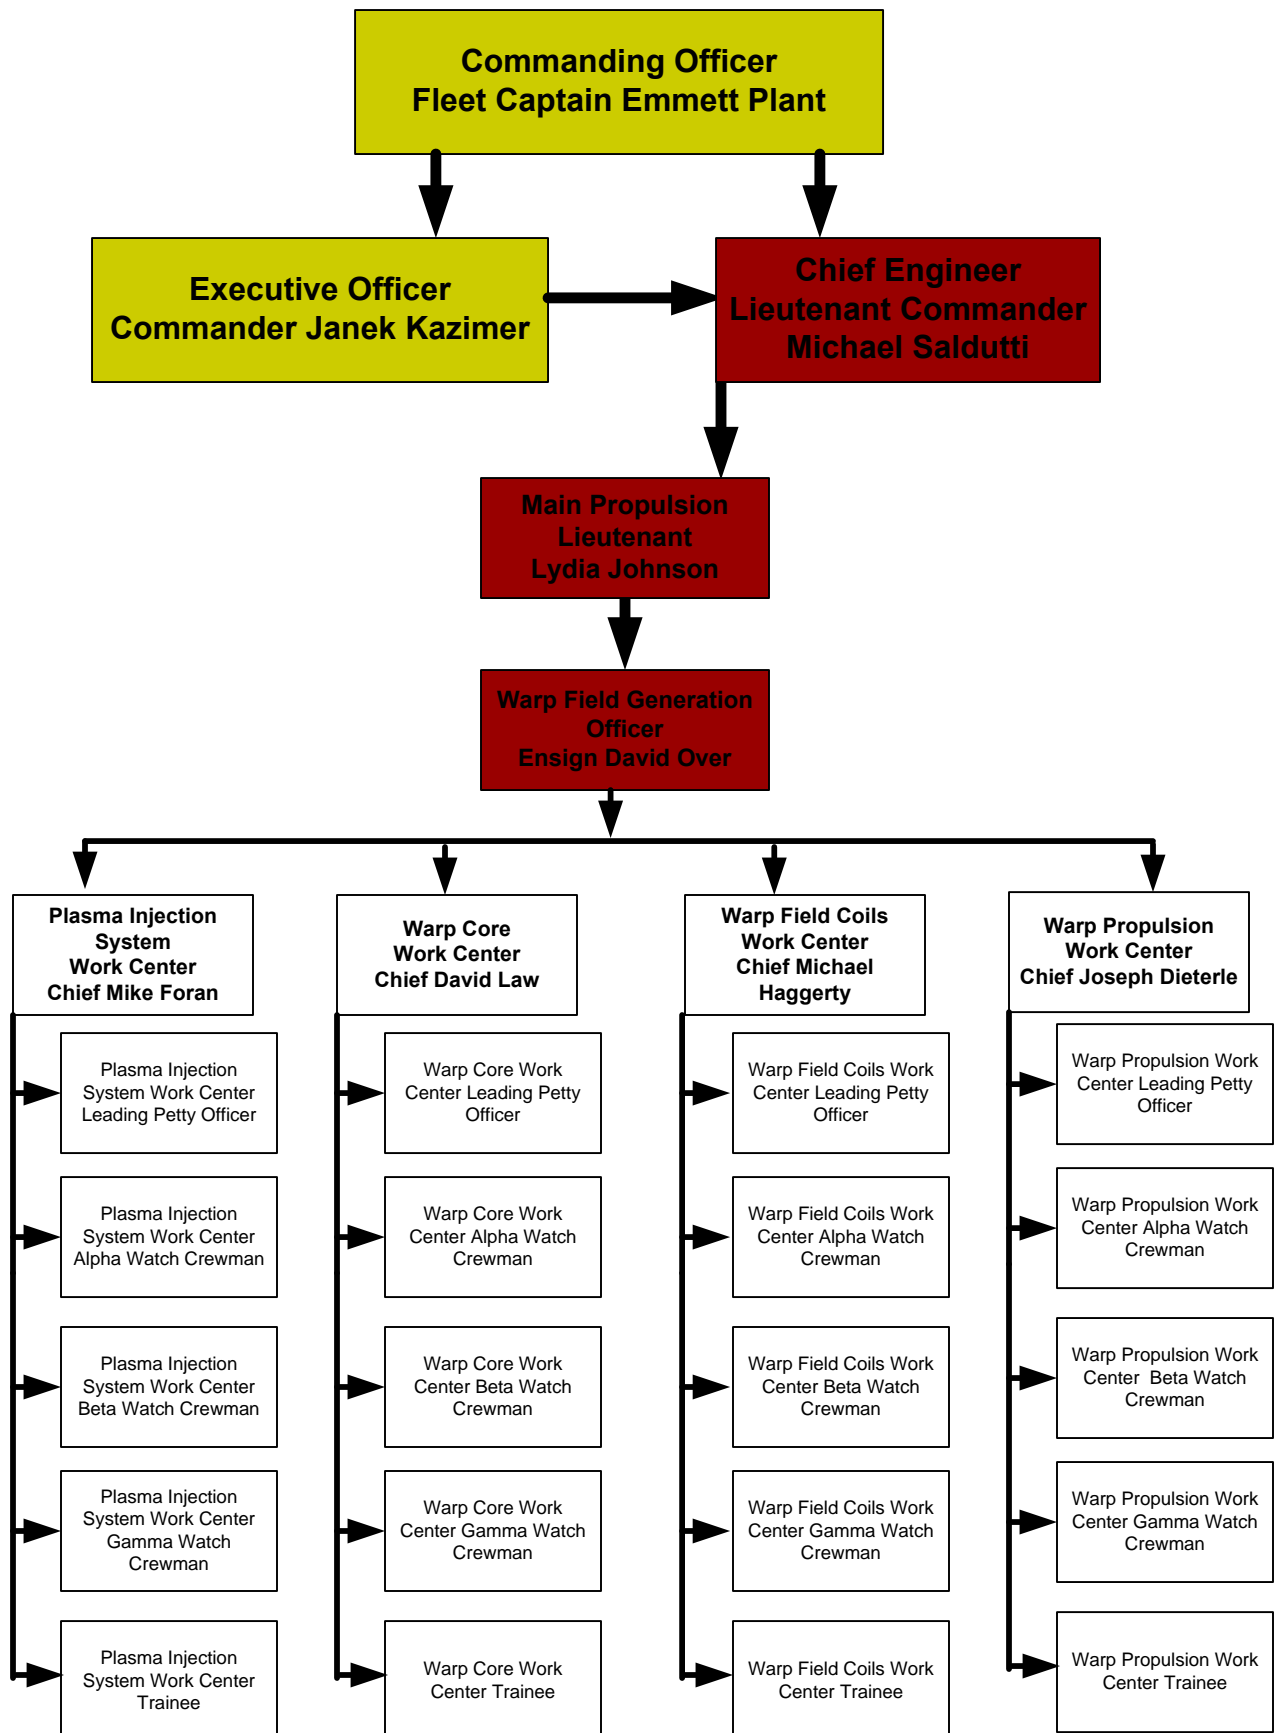 Commanding Officer
Fleet Captain Emmett Plant
Executive Officer
Commander Janek Kazimer
Chief Engineer
Lieutenant Commander
Michael Saldutti
Main Propulsion
Lieutenant
Lydia Johnson
Warp Field Generation
Officer
Ensign David Over
Plasma Injection
System
Work Center
Chief Mike Foran
Plasma Injection
System Work Center
Leading Petty Officer
Plasma Injection
System Work Center
Alpha Watch Crewman
Plasma Injection
System Work Center
Beta Watch Crewman
Plasma Injection
System Work Center
Gamma Watch
Crewman
Plasma Injection
System Work Center
Trainee
Warp Core
Work Center
Chief David Law
Warp Core Work
Center Leading Petty
Officer
Warp Core Work
Center Alpha Watch
Crewman
Warp Core Work
Center Beta Watch
Crewman
Warp Core Work
Center Gamma Watch
Crewman
Warp Core Work
Center Trainee
Warp Field Coils
Work Center
Chief Michael
Haggerty
Warp Field Coils Work
Center Leading Petty
Officer
Warp Field Coils Work
Center Alpha Watch
Crewman
Warp Field Coils Work
Center Beta Watch
Crewman
Warp Field Coils Work
Center Gamma Watch
Crewman
Warp Field Coils Work
Center Trainee
Warp Propulsion
Work Center
Chief Joseph Dieterle
Warp Propulsion Work
Center Leading Petty
Officer
Warp Propulsion Work
Center Alpha Watch
Crewman
Warp Propulsion Work
Center  Beta Watch
Crewman
Warp Propulsion Work
Center Gamma Watch
Crewman
Warp Propulsion Work
Center Trainee